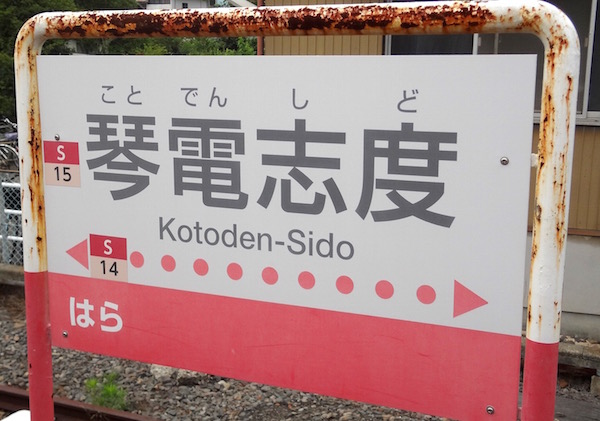 こと でん し ど
琴電志度
S
15
Kotoden-Sido
S
14
はら